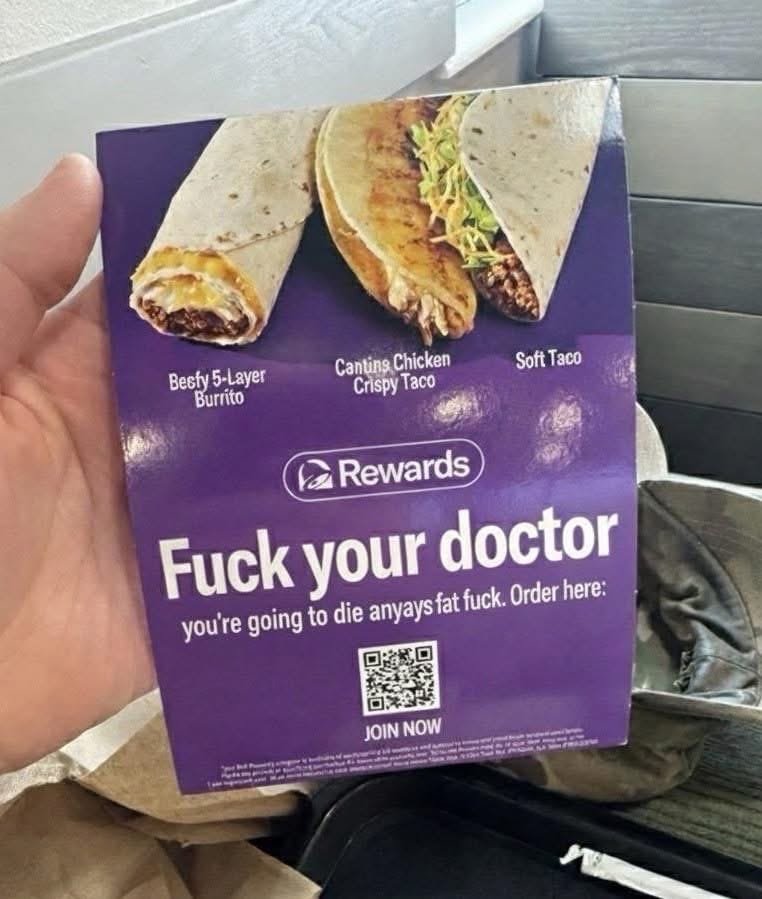 Beefy 5-Layer
Burrito
Cantina Chicken
Crispy Taco
Soft Taco
Rewards
Fuck your doctor
you're going to die anyays fat fuck. Order here:
JOIN NOW